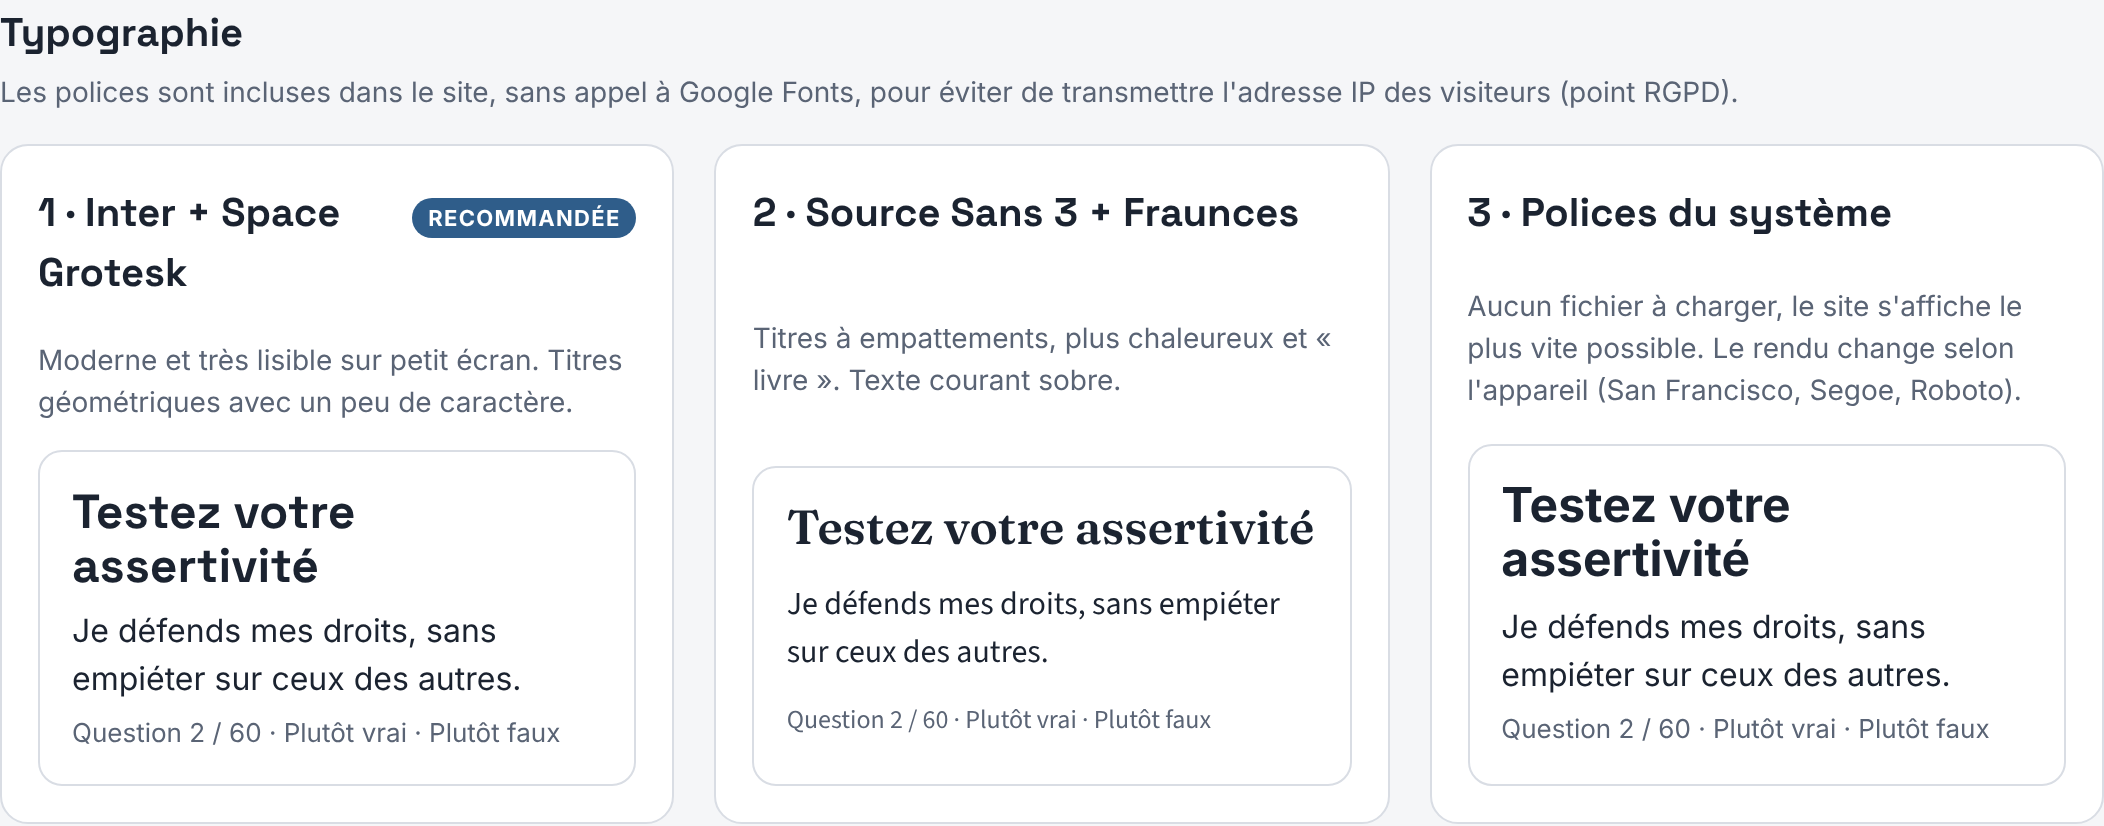 Typographie
Les polices sont incluses dans le site, sans appel à Google Fonts, pour éviter de transmettre l'adresse IP des visiteurs (point RGPD).
1 · Inter + Space
Grotesk
RECOMMANDÉE
Moderne et très lisible sur petit écran. Titres
géométriques avec un peu de caractère.
Testez votre
assertivité
Je défends mes droits, sans
empiéter sur ceux des autres.
Question 2 / 60 · Plutôt vrai · Plutôt faux
2 · Source Sans 3 + Fraunces
Titres à empattements, plus chaleureux et «
livre ». Texte courant sobre.
Testez votre assertivité
Je défends mes droits, sans empiéter
sur ceux des autres.
Question 2 / 60 · Plutôt vrai · Plutôt faux
3 · Polices du système
Aucun fichier à charger, le site s'affiche le
plus vite possible. Le rendu change selon
l'appareil (San Francisco, Segoe, Roboto).
Testez votre
assertivité
Je défends mes droits, sans
empiéter sur ceux des autres.
Question 2 / 60 · Plutôt vrai · Plutôt faux